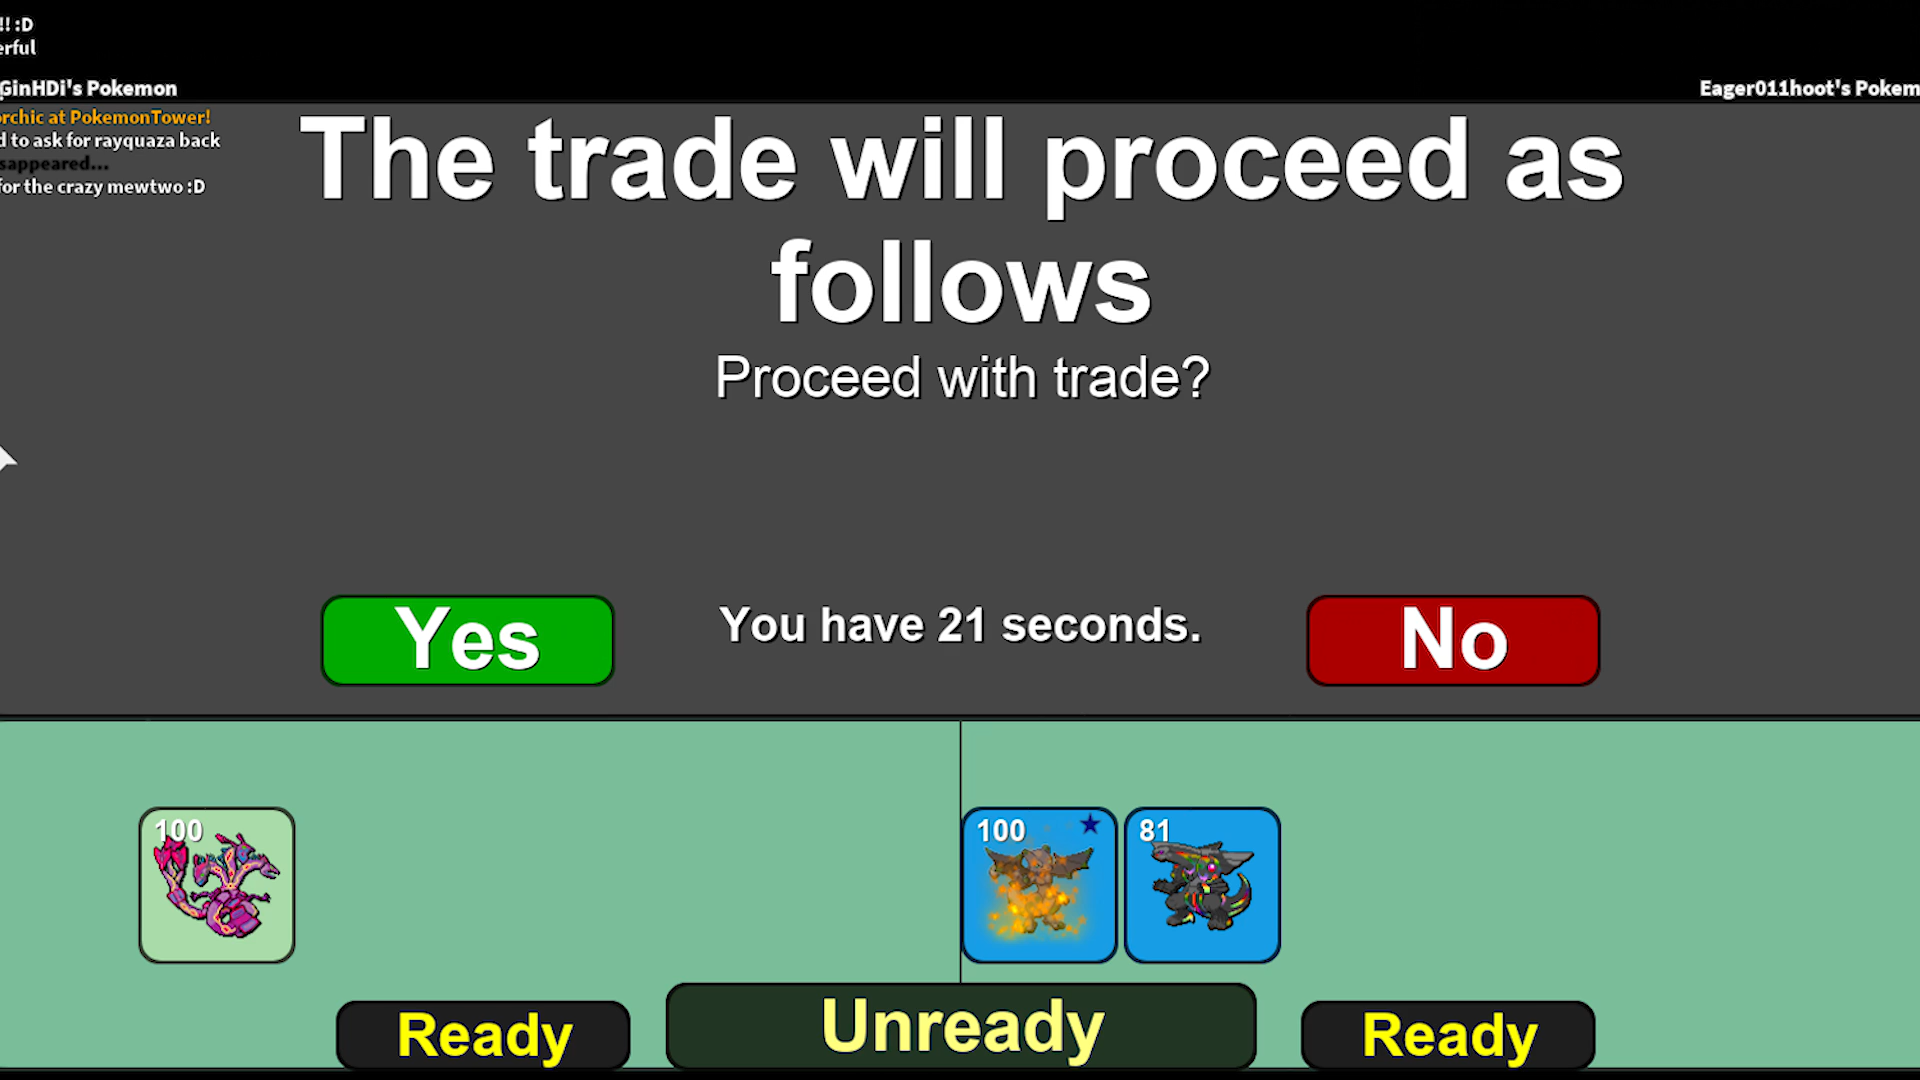 !! :D
erful
GinHDi's Pokemon
Eager011hoot's Pokem
orchic at PokemonTower!
d to ask for rayquaza back
sappeared...
for the crazy mewtwo :D
The trade will proceed as
follows
Proceed with trade?
Yes
You have 21 seconds.
No
100
100
81
Ready
Unready
Ready